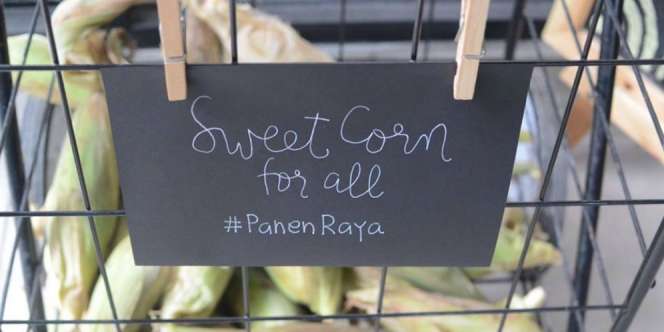 Sweet Corn
for all
#PanenRaya